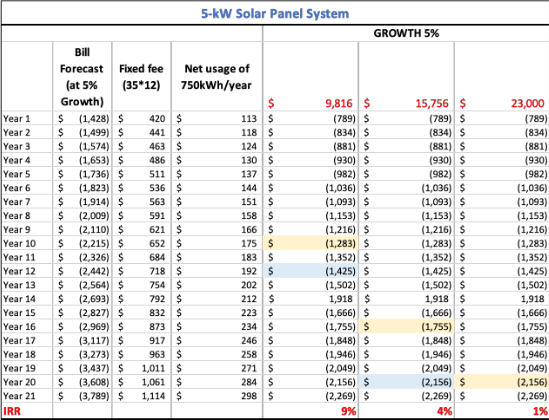 5-kW Solar Panel System
GROWTH 5%
Bill Forecast (at 5% Growth) Fixed fee (35*12) Net usage of 750kWh/year $ 9,816 $ 15,756 $ 23,000
Year 1 $ (1,428) $ 420 $ 113 $ (789) $ (789) $ (789)
Year 2 $ (1,499) $ 441 $ 118 $ (834) $ (834) $ (834)
Year 3 $ (1,574) $ 463 $ 124 $ (881) $ (881) $ (881)
Year 4 $ (1,653) $ 486 $ 130 $ (930) $ (930) $ (930)
Year 5 $ (1,736) $ 511 $ 137 $ (982) $ (982) $ (982)
Year 6 $ (1,823) $ 536 $ 144 $ (1,036) $ (1,036) $ (1,036)
Year 7 $ (1,914) $ 563 $ 151 $ (1,093) $ (1,093) $ (1,093)
Year 8 $ (2,009) $ 591 $ 158 $ (1,153) $ (1,153) $ (1,153)
Year 9 $ (2,110) $ 621 $ 166 $ (1,216) $ (1,216) $ (1,216)
Year 10 $ (2,215) $ 652 $ 175 $ (1,283) $ (1,283) $ (1,283)
Year 11 $ (2,326) $ 684 $ 183 $ (1,352) $ (1,352) $ (1,352)
Year 12 $ (2,442) $ 718 $ 192 $ (1,425) $ (1,425) $ (1,425)
Year 13 $ (2,564) $ 754 $ 202 $ (1,502) $ (1,502) $ (1,502)
Year 14 $ (2,693) $ 792 $ 212 $ 1,918 $ 1,918 $ 1,918
Year 15 $ (2,827) $ 832 $ 223 $ (1,666) $ (1,666) $ (1,666)
Year 16 $ (2,969) $ 873 $ 234 $ (1,755) $ (1,755) $ (1,755)
Year 17 $ (3,117) $ 917 $ 246 $ (1,848) $ (1,848) $ (1,848)
Year 18 $ (3,273) $ 963 $ 258 $ (1,946) $ (1,946) $ (1,946)
Year 19 $ (3,437) $ 1,011 $ 271 $ (2,049) $ (2,049) $ (2,049)
Year 20 $ (3,608) $ 1,061 $ 284 $ (2,156) $ (2,156) $ (2,156)
Year 21 $ (3,789) $ 1,114 $ 298 $ (2,269) $ (2,269) $ (2,269)
IRR 9% 4% 1%